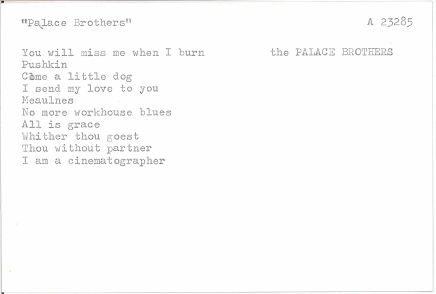 "Palace Brothers" A 23285
You will miss me when I burn the PALACE BROTHERS
Pushkin
Come a little dog
I send my love to you
Meaulnes
No more workhouse blues
All is grace
Whither thou goest
Thou without partner
I am a cinematographer